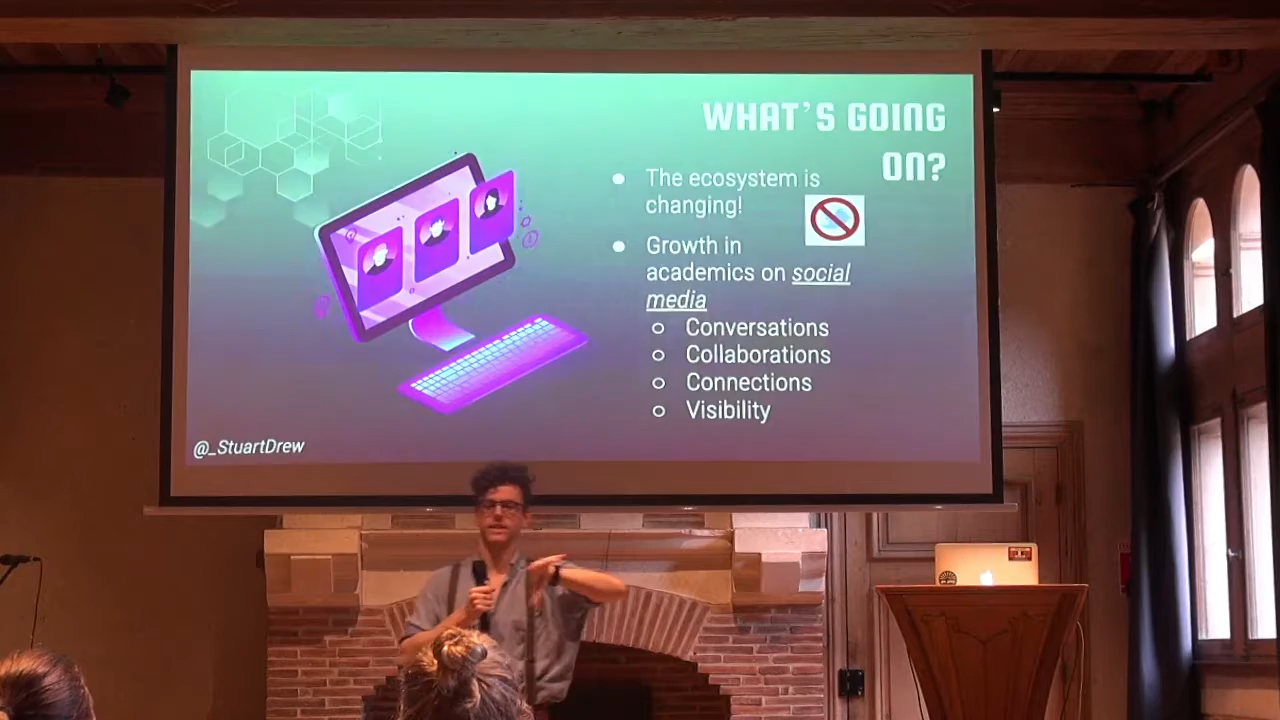 WHAT'S GOING
ON?
● The ecosystem is
changing!
● Growth in
academics on social
media
○ Conversations
○ Collaborations
○ Connections
○ Visibility
@_StuartDrew